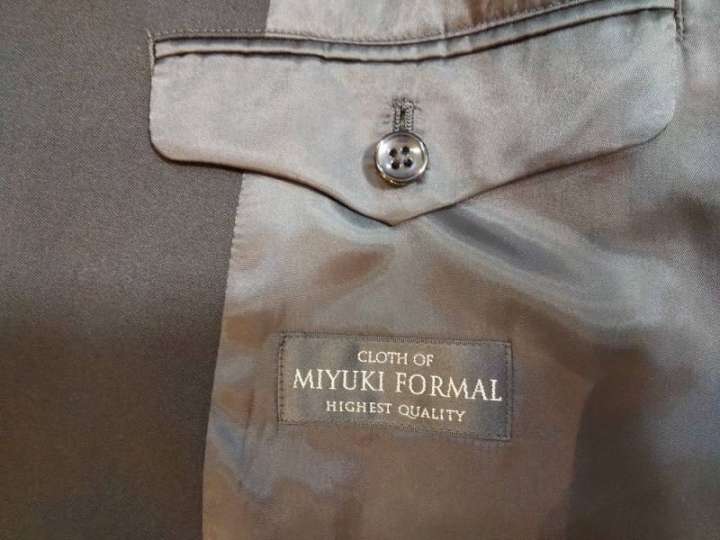 CLOTH OF
MIYUKI FORMAL
HIGHEST QUALITY